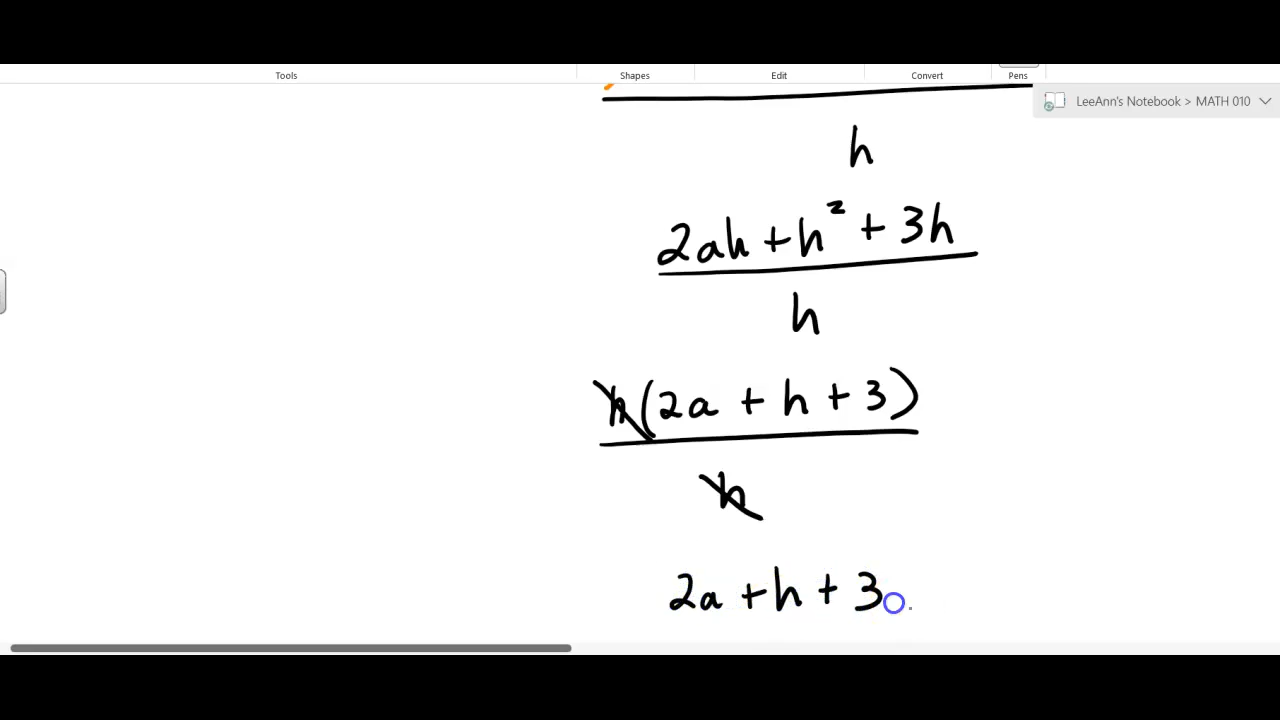 Tools Shapes Edit Convert Pens
LeeAnn's Notebook > MATH 010
h
2ah + h² + 3h
h
h(2a + h + 3)
h
2a + h + 3